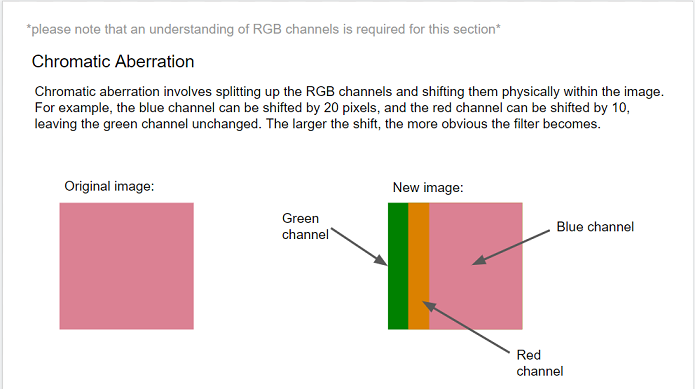 *please note that an understanding of RGB channels is required for this section*
Chromatic Aberration
Chromatic aberration involves splitting up the RGB channels and shifting them physically within the image.
For example, the blue channel can be shifted by 20 pixels, and the red channel can be shifted by 10,
leaving the green channel unchanged. The larger the shift, the more obvious the filter becomes.
Original image:
New image:
Green
channel
Blue channel
Red
channel